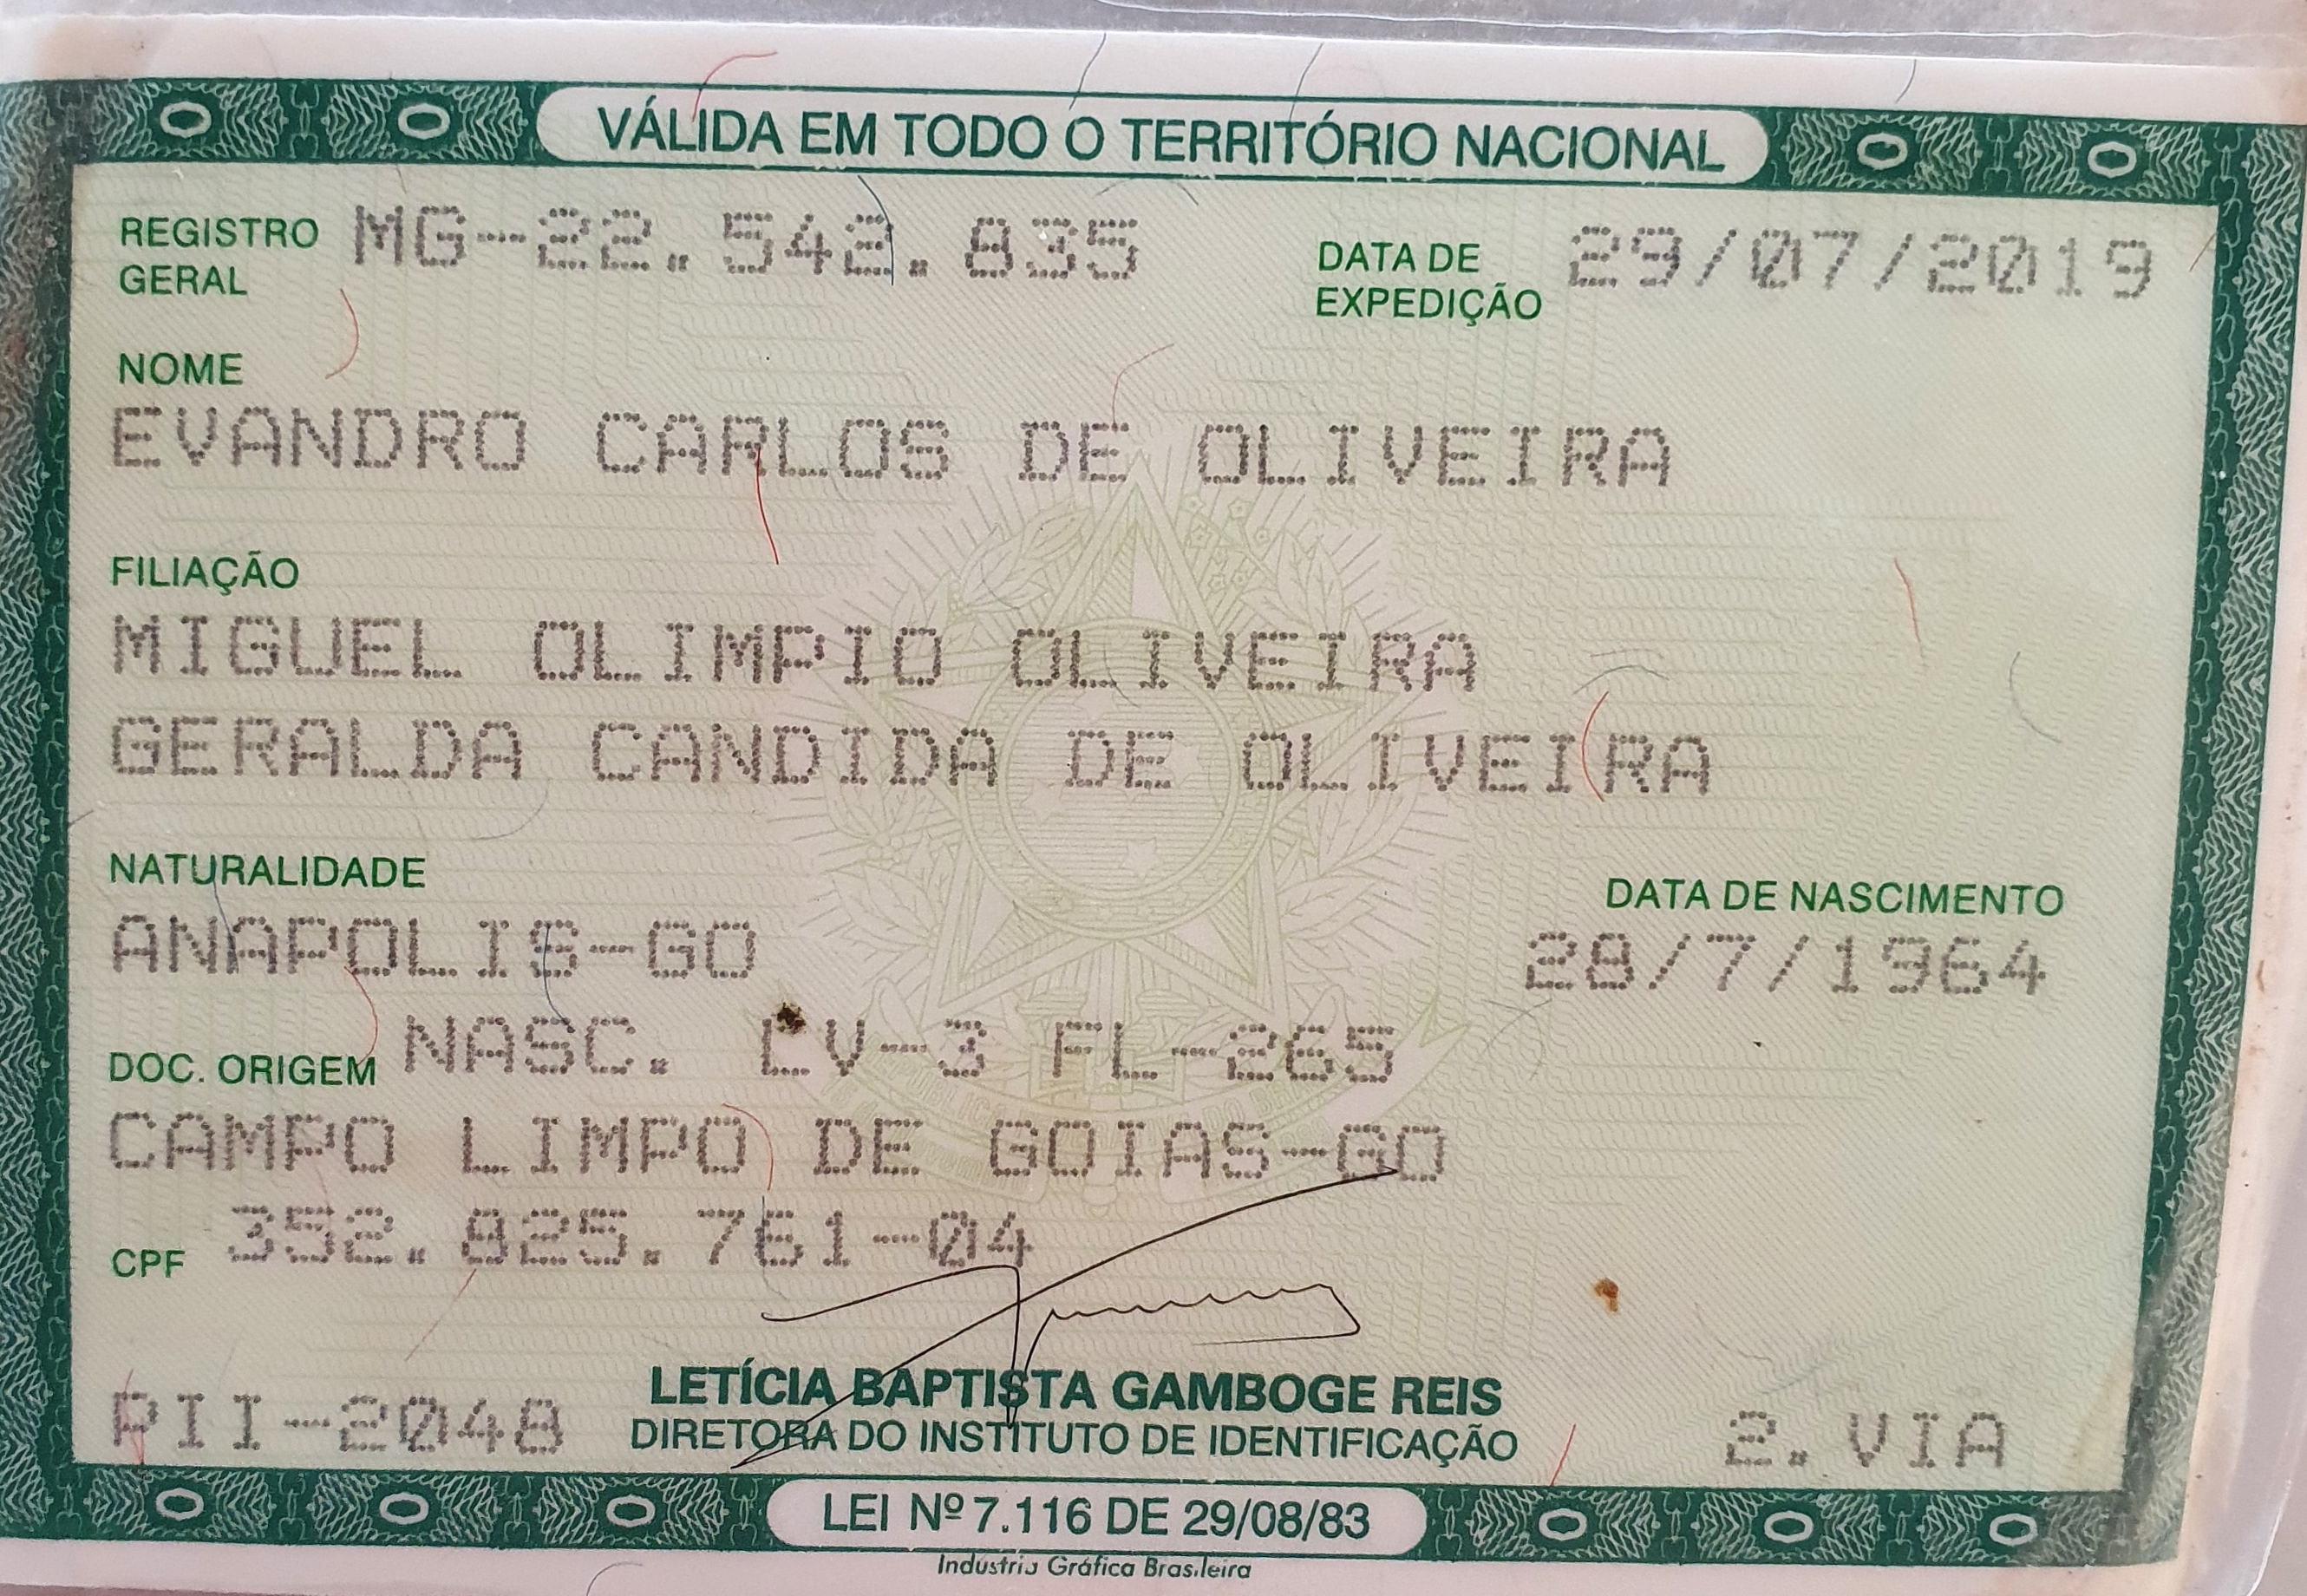 VÁLIDA EM TODO O TERRITÓRIO NACIONAL
REGISTRO GERAL MG-22.542.835
DATA DE EXPEDIÇÃO 29/07/2019
NOME
EVANDRO CARLOS DE OLIVEIRA
FILIAÇÃO
MIGUEL OLIMPIO OLIVEIRA
GERALDA CANDIDA DE OLIVEIRA
NATURALIDADE
ANAPOLIS-GO
DATA DE NASCIMENTO
28/7/1964
DOC. ORIGEM NASC. LV-3 FL-265
CAMPO LIMPO DE GOIAS-GO
CPF 352.825.761-04
PII-2048
LETÍCIA BAPTISTA GAMBOGE REIS
DIRETORA DO INSTITUTO DE IDENTIFICAÇÃO
2. VIA
LEI Nº 7.116 DE 29/08/83
Industria Gráfica Brasileira